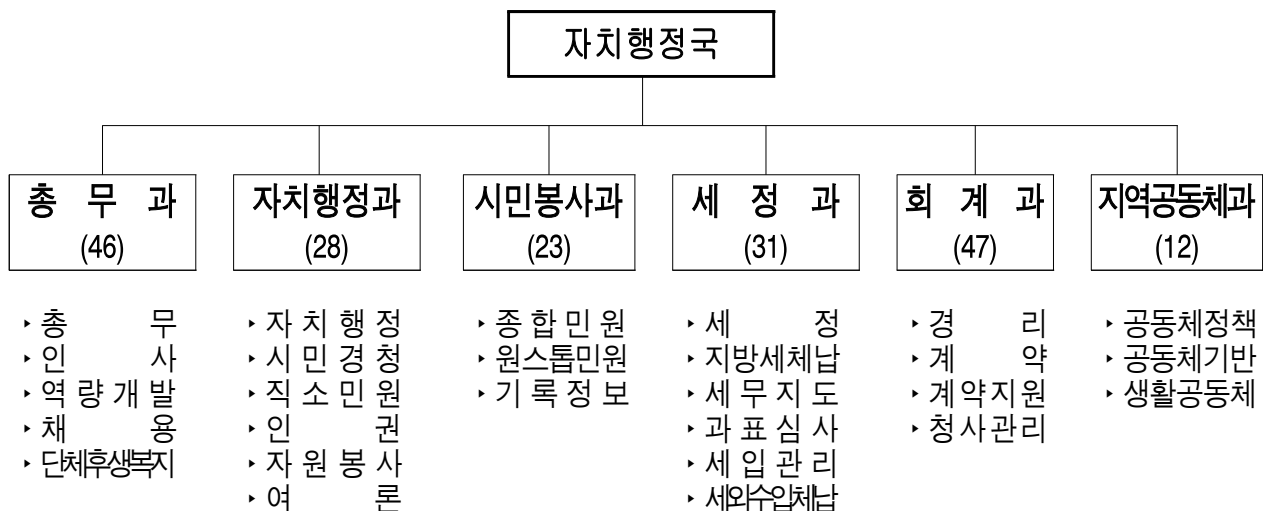 자치행정국
총 무 과
(46)
자치행정과
(28)
시민봉사과
(23)
세 정 과
(31)
회 계 과
(47)
지역공동체과
(12)
‣ 총 무
‣ 인 사
‣ 역 량 개 발
‣ 채 용
‣ 단체후생복지
‣ 자 치 행 정
‣ 시 민 경 청
‣ 직 소 민 원
‣ 인 권
‣ 자 원 봉 사
‣ 여 론
‣ 종 합 민 원
‣ 원스톱민원
‣ 기 록 정 보
‣ 세 정
‣ 지방세체납
‣ 세 무 지 도
‣ 과 표 심 사
‣ 세 입 관 리
‣ 세외수입체납
‣ 경 리
‣ 계 약
‣ 계약지원
‣ 청사관리
‣ 공동체정책
‣ 공동체기반
‣ 생활공동체